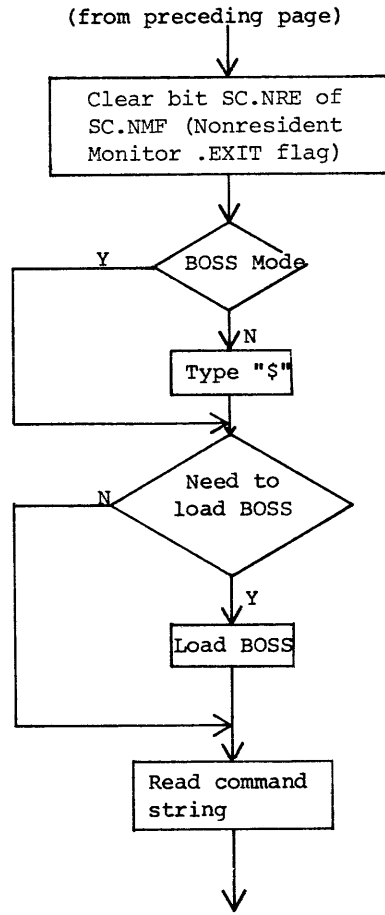 (from preceding page)
Clear bit SC.NRE of
SC.NMF (Nonresident
Monitor .EXIT flag)
Y
BOSS Mode
N
Type "$"
Need to
load BOSS
N
Y
Load BOSS
Read command
string